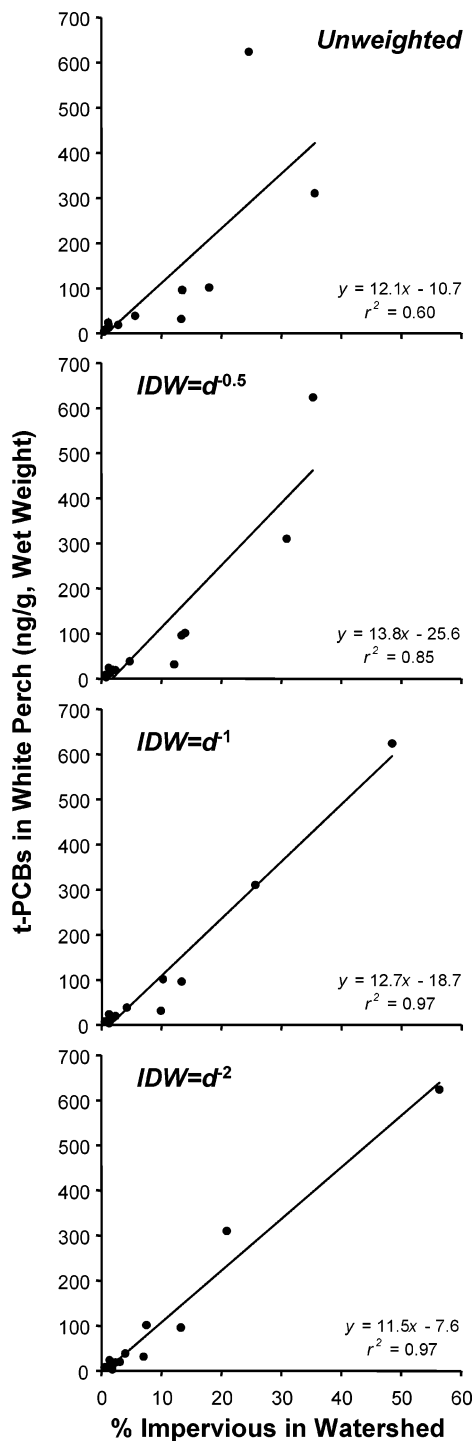 t-PCBs in White Perch (ng/g, Wet Weight)
700
600
500
400
300
200
100
0
Unweighted
y = 12.1x - 10.7
r² = 0.60
700
600
500
400
300
200
100
0
IDW=d-0.5
y = 13.8x - 25.6
r² = 0.85
700
600
500
400
300
200
100
0
IDW=d-1
y = 12.7x - 18.7
r² = 0.97
700
600
500
400
300
200
100
0
IDW=d-2
y = 11.5x - 7.6
r² = 0.97
0 10 20 30 40 50 60
% Impervious in Watershed